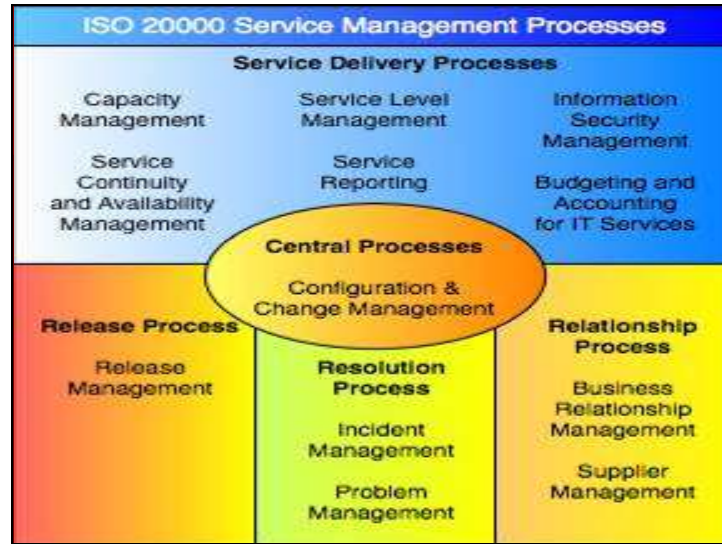 ISO 20000 Service Management Processes
Service Delivery Processes
Capacity
Management
Service Level
Management
Information
Security
Management
Service
Continuity
and Availability
Management
Service
Reporting
Budgeting and
Accounting
for IT Services
Central Processes
Configuration &
Change Management
Release Process
Release
Management
Resolution
Process
Incident
Management
Problem
Management
Relationship
Process
Business
Relationship
Management
Supplier
Management